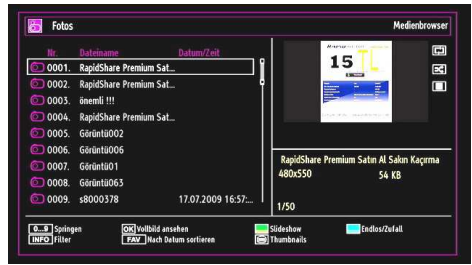 Fotos
Medienbrowser
Nr. Dateiname Datum/Zeit
0001. RapidShare Premium Sat...
0002. RapidShare Premium Sat...
0003. önemli !!!
0004. RapidShare Premium Sat...
0005. Görüntü002
0006. Görüntü006
0007. Görüntü01
0008. Görüntü063
0009. s8000378 17.07.2009 16:57:...
15
RapidShare Premium Satın Al Sakın Kaçırma
480x550 54 KB
1/50
0...9 Springen OK Vollbild ansehen Slideshow Endlos/Zufall
INFO Filter FAV Nach Datum sortieren Thumbnails